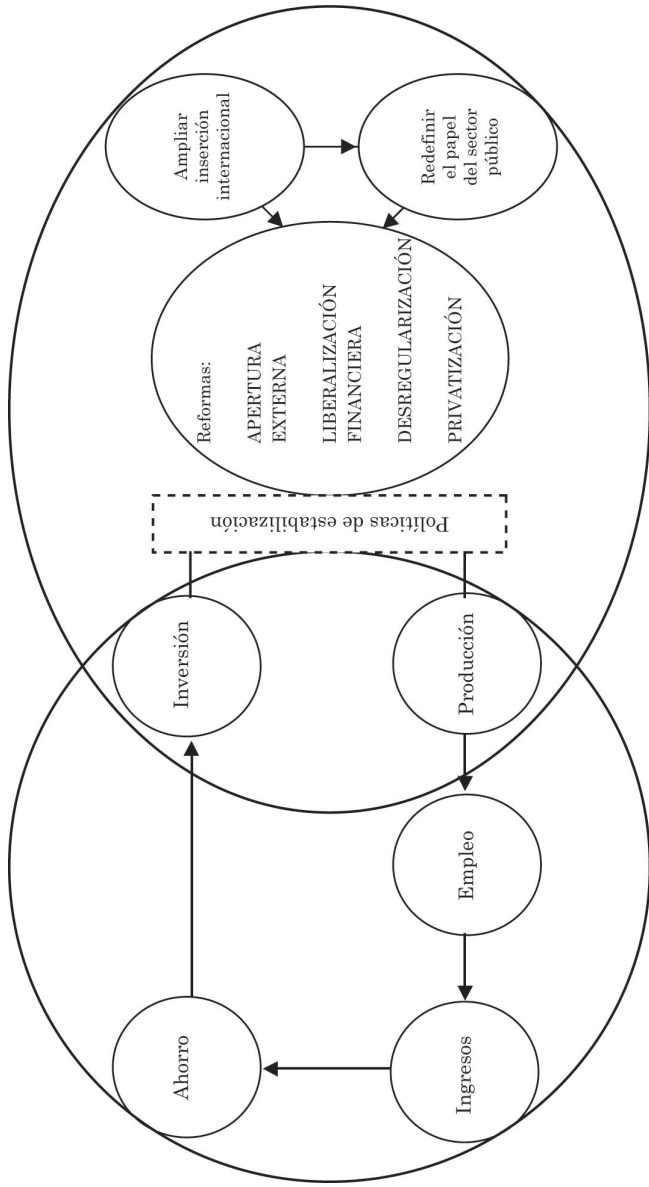 Ampliar
inserción
internacional
Redefinir
el papel
del sector
público
Reformas:
APERTURA
EXTERNA
LIBERALIZACIÓN
FINANCIERA
DESREGULARIZACIÓN
PRIVATIZACIÓN
Políticas de estabilización
Inversión
Producción
Empleo
Ahorro
Ingresos